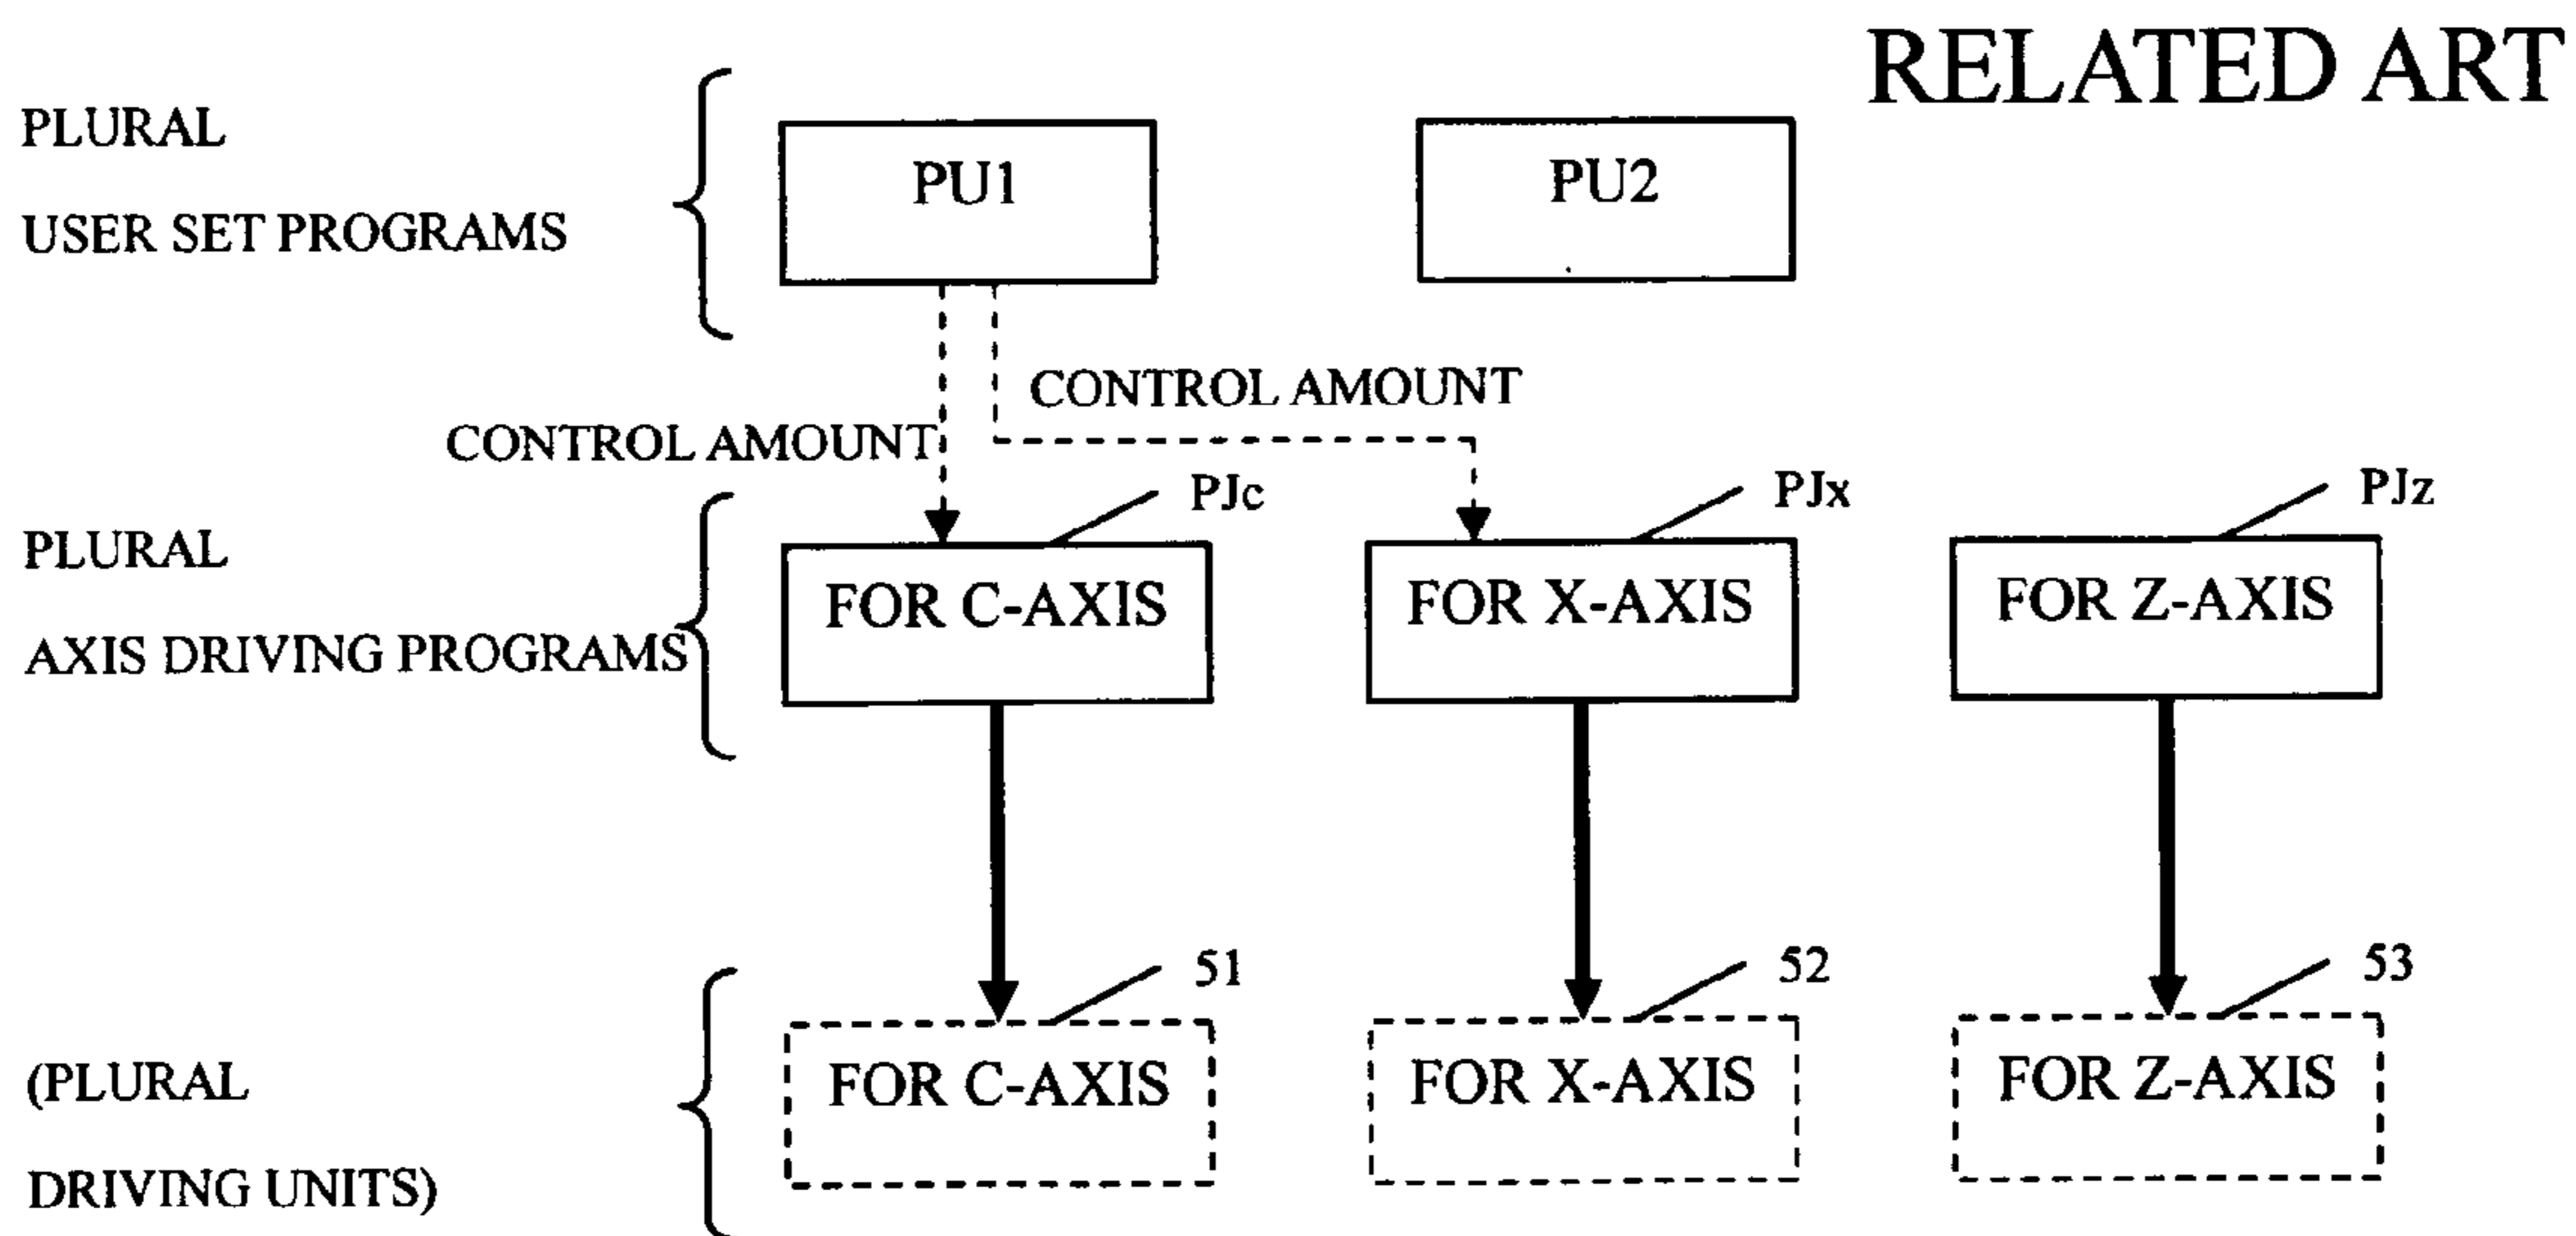 RELATED ART
PLURAL
USER SET PROGRAMS
PU1
PU2
CONTROL AMOUNT
CONTROL AMOUNT
PJc
PJx
PJz
PLURAL
AXIS DRIVING PROGRAMS
FOR C-AXIS
FOR X-AXIS
FOR Z-AXIS
51
52
53
(PLURAL
DRIVING UNITS)
FOR C-AXIS
FOR X-AXIS
FOR Z-AXIS